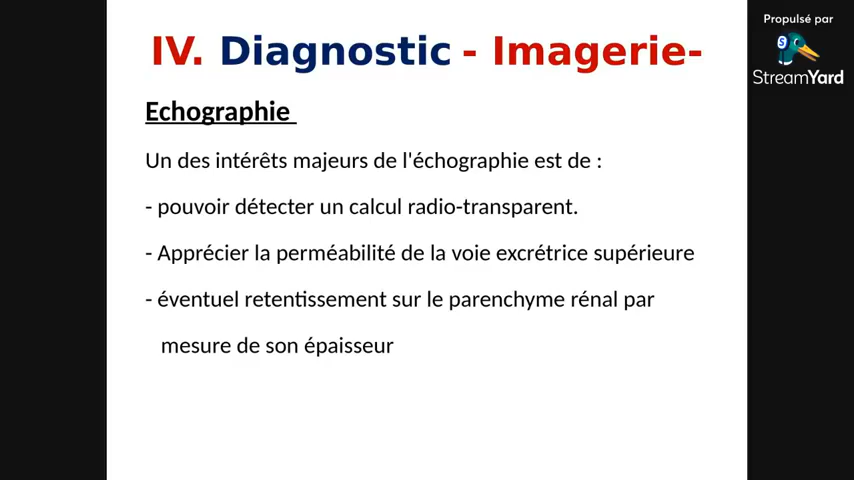 IV. Diagnostic - Imagerie-
Propulsé par
StreamYard
Echographie
Un des intérêts majeurs de l'échographie est de :
- pouvoir détecter un calcul radio-transparent.
- Apprécier la perméabilité de la voie excrétrice supérieure
- éventuel retentissement sur le parenchyme rénal par
mesure de son épaisseur